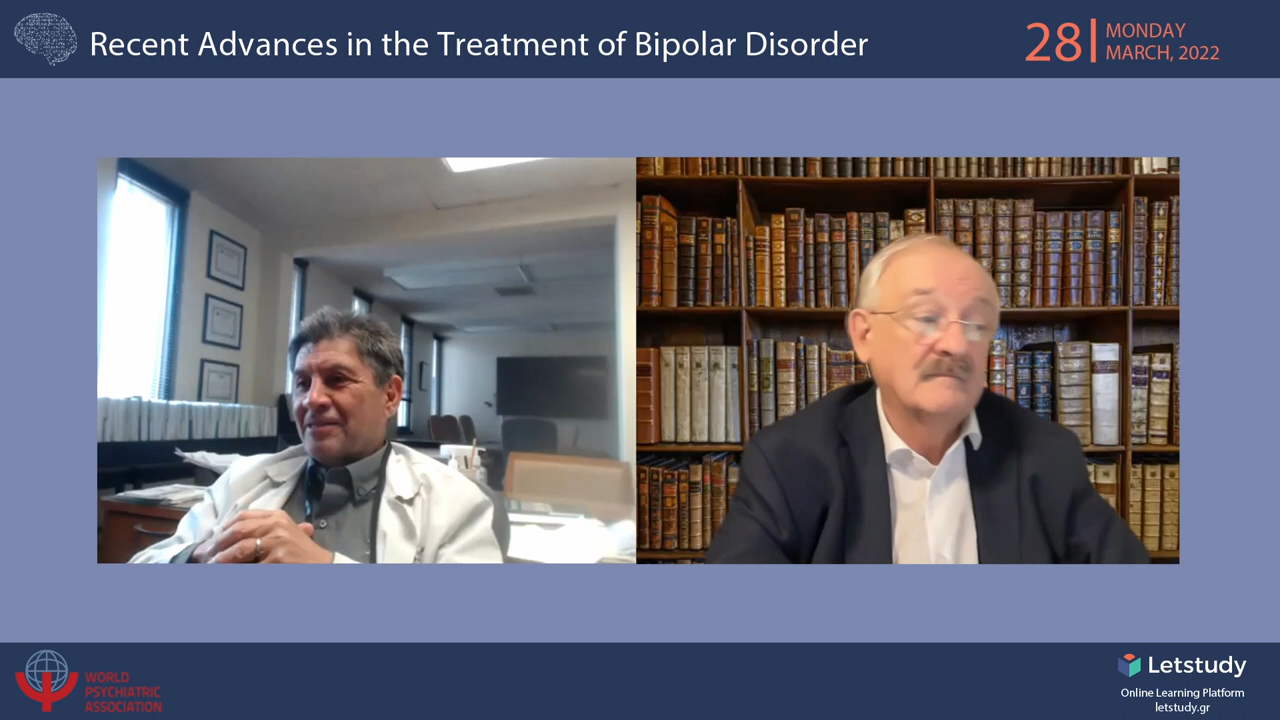 Recent Advances in the Treatment of Bipolar Disorder
28
MONDAY
MARCH, 2022
WORLD
PSYCHIATRIC
ASSOCIATION
Letstudy
Online Learning Platform
letstudy.gr